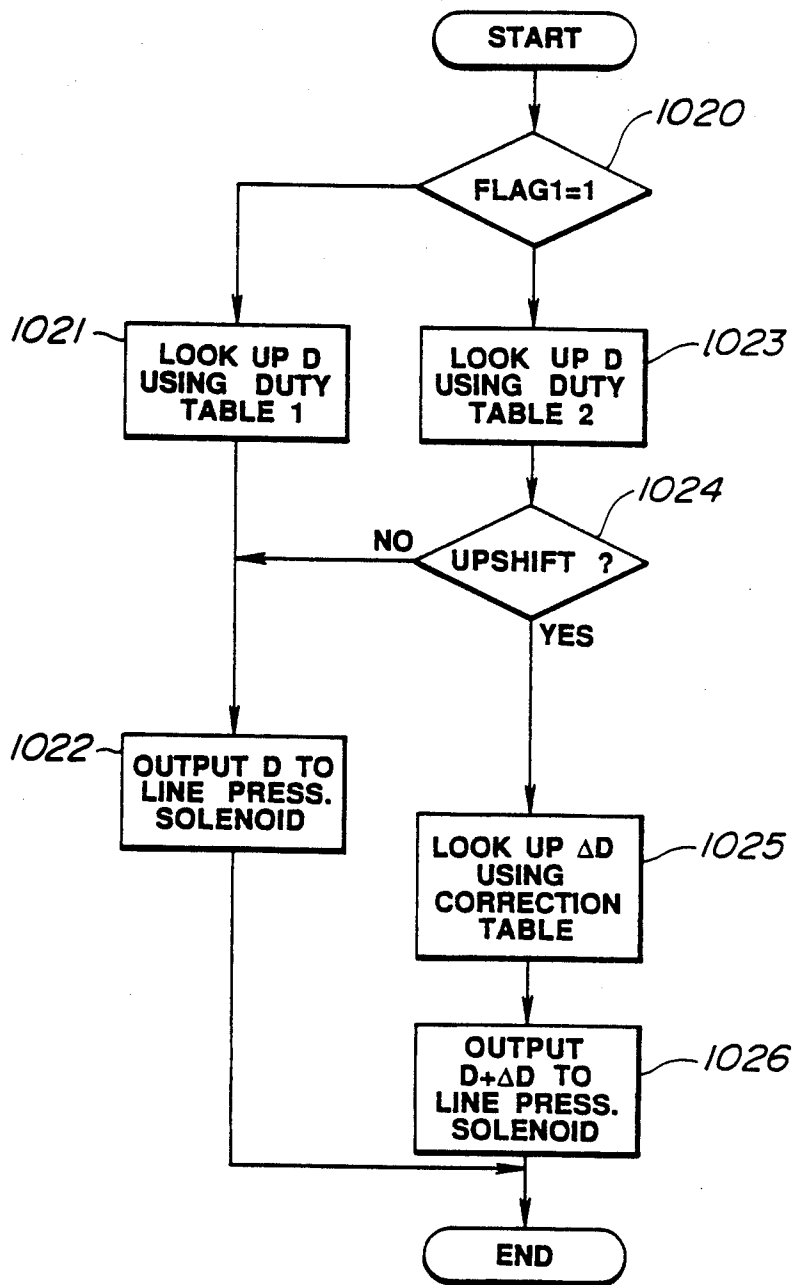 START
1020
FLAG1=1
1021
LOOK UP D
USING DUTY
TABLE 1
LOOK UP D
USING DUTY
TABLE 2
1023
1024
NO
UPSHIFT ?
YES
1022
OUTPUT D TO
LINE PRESS.
SOLENOID
LOOK UP ΔD
USING
CORRECTION
TABLE
1025
OUTPUT
D+ΔD TO
LINE PRESS.
SOLENOID
1026
END